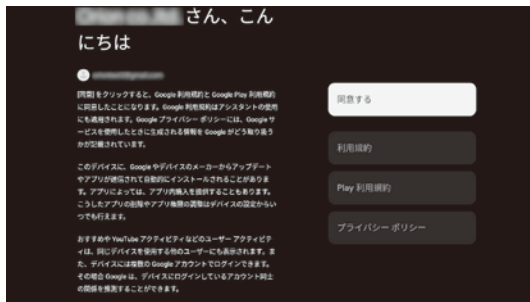 さん、こん
にちは
[同意] をクリックすると、Google 利用規約と Google Play 利用規約
に同意したことになります。Google 利用規約はアシスタントの使用
にも適用されます。Google プライバシー ポリシーには、Google サ
ービスを使用したときに生成される情報を Google がどう取り扱う
かが記載されています。
このデバイスに、Google やデバイスのメーカーからアップデート
やアプリが送信されて自動的にインストールされることがありま
す。アプリによっては、アプリ内購入を提供することもあります。
こうしたアプリの削除やアプリ権限の調整はデバイスの設定からい
つでも行えます。
おすすめや YouTube アクティビティなどのユーザー アクティビテ
ィは、同じデバイスを使用する他のユーザーにも表示されます。ま
た、デバイスには複数の Google アカウントでログインできます。
その場合 Google は、デバイスにログインしているアカウント同士
の関係を推測することができます。
同意する
利用規約
Play 利用規約
プライバシー ポリシー